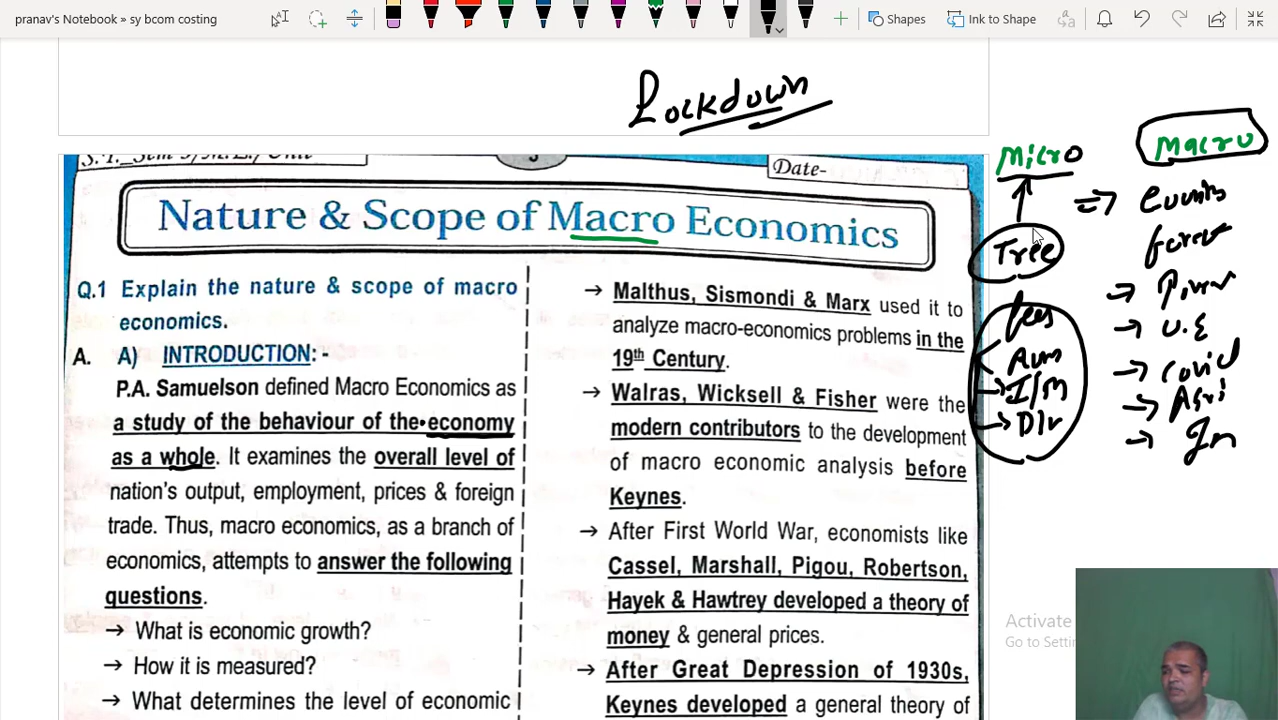 pranav's Notebook » sy bcom costing
Shapes
Ink to Shape
Lockdown
Date-
Nature & Scope of Macro Economics
Q.1 Explain the nature & scope of macro
economics.
A. A) INTRODUCTION: -
P.A. Samuelson defined Macro Economics as
a study of the behaviour of the economy
as a whole. It examines the overall level of
nation's output, employment, prices & foreign
trade. Thus, macro economics, as a branch of
economics, attempts to answer the following
questions.
→ What is economic growth?
→ How it is measured?
→ What determines the level of economic
→ Malthus, Sismondi & Marx used it to
analyze macro-economics problems in the
19th Century.
→ Walras, Wicksell & Fisher were the
modern contributors to the development
of macro economic analysis before
Keynes.
→ After First World War, economists like
Cassel, Marshall, Pigou, Robertson,
Hayek & Hawtrey developed a theory of
money & general prices.
→ After Great Depression of 1930s,
Keynes developed a general theory of
Micro
Tree
fees
I/M
Macro
→ U.E
→ Covid
→ Agri
Activate
Go to Setti